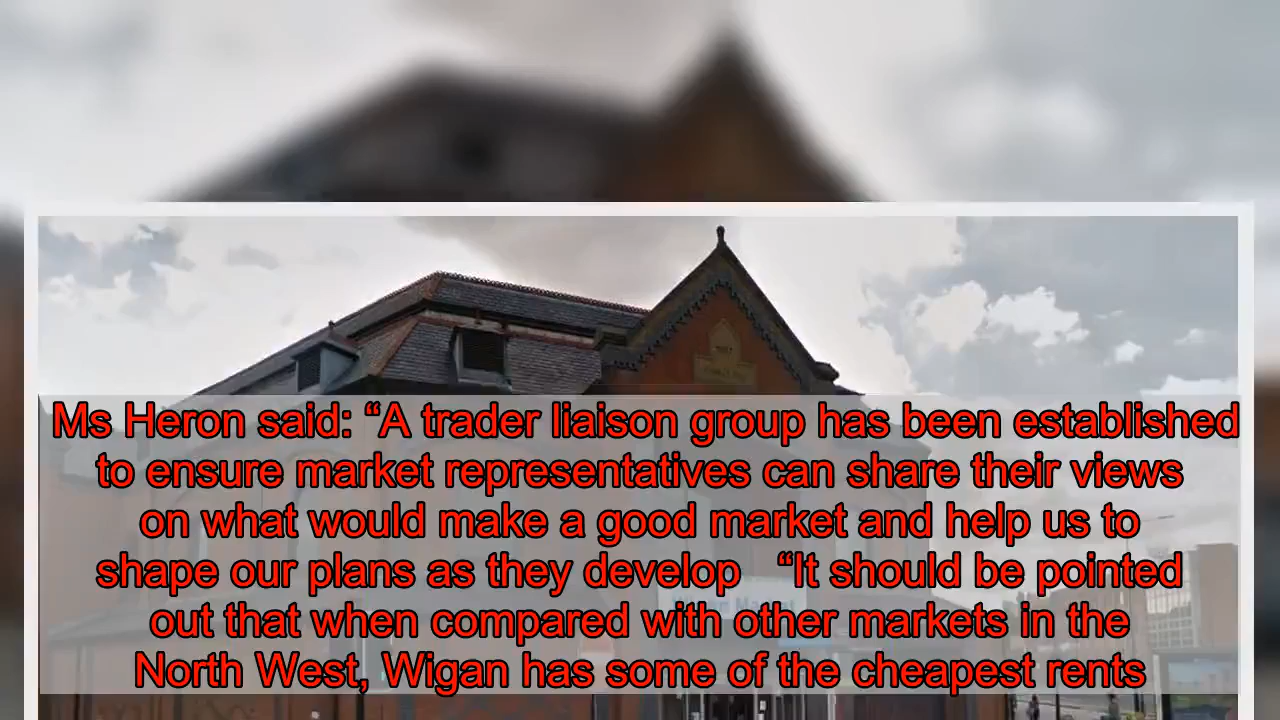 Ms Heron said: “A trader liaison group has been established
to ensure market representatives can share their views
on what would make a good market and help us to
shape our plans as they develop “It should be pointed
out that when compared with other markets in the
North West, Wigan has some of the cheapest rents